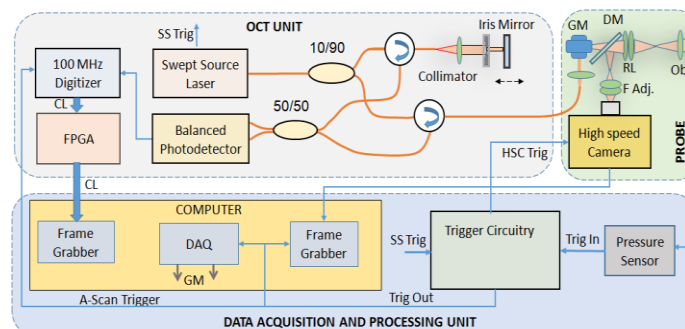 OCT UNIT
SS Trig
10/90
Iris Mirror
Collimator
100 MHz
Digitizer
Swept Source
Laser
CL
50/50
FPGA
Balanced
Photodetector
GM
DM
RL
Ob
F Adj.
High speed
Camera
PROBE
HSC Trig
CL
COMPUTER
Frame
Grabber
DAQ
Frame
Grabber
GM
SS Trig
Trigger Circuitry
Trig In
Pressure
Sensor
A-Scan Trigger
Trig Out
DATA ACQUISITION AND PROCESSING UNIT